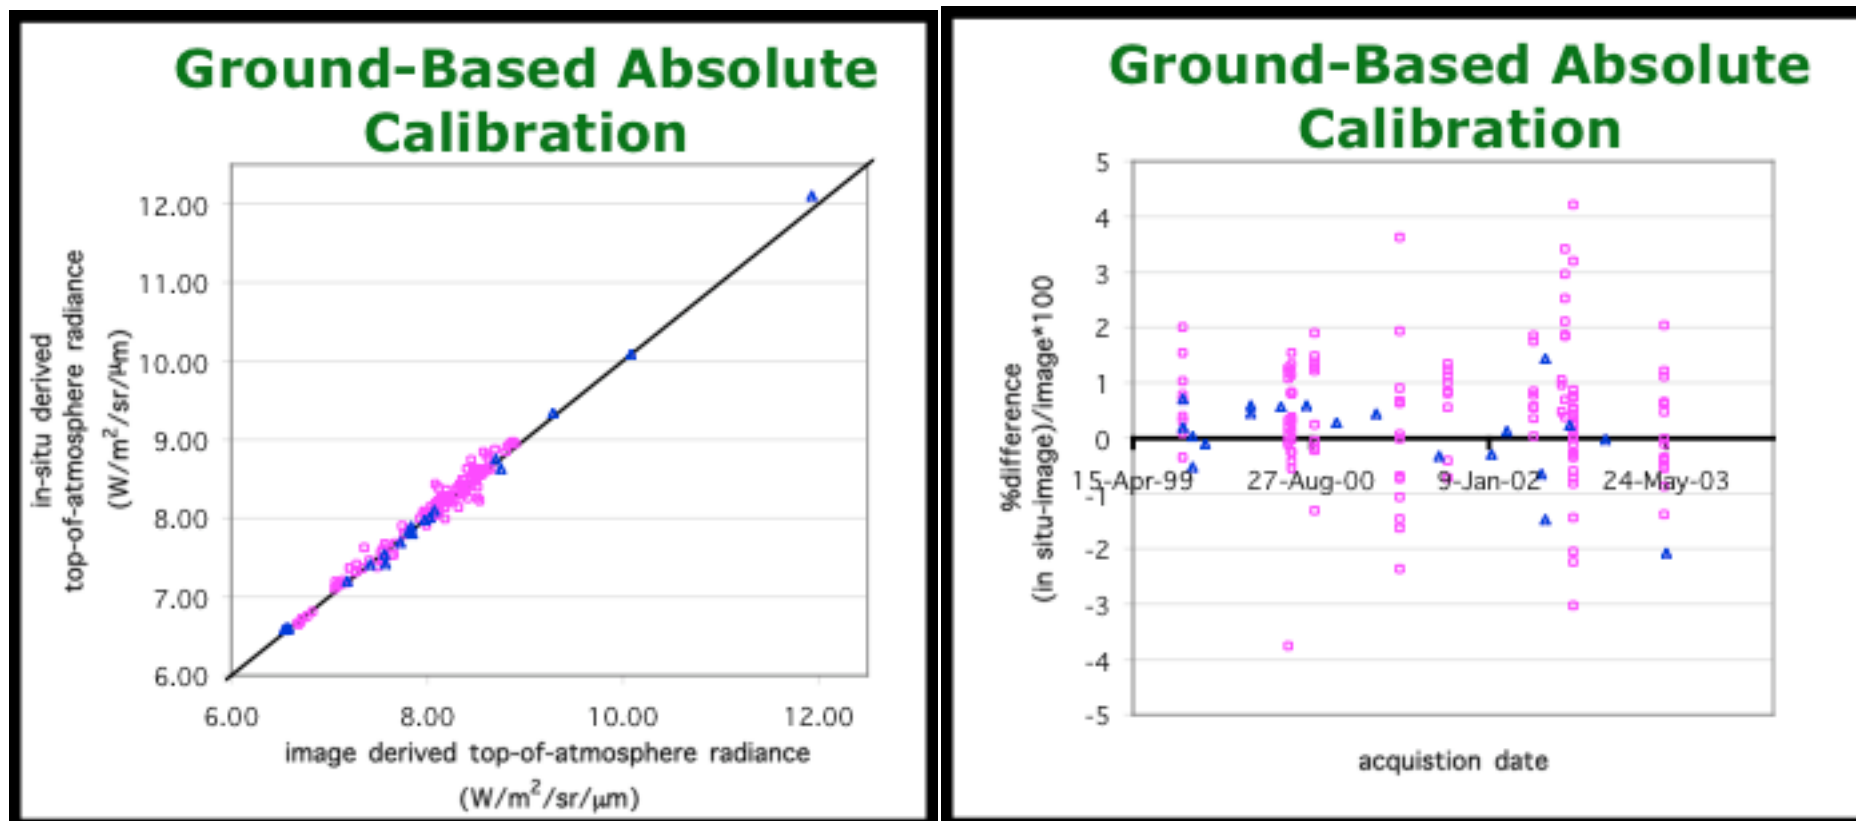 Ground-Based Absolute
Calibration
in-situ derived
top-of-atmosphere radiance
(W/m²/sr/μm)
12.00
11.00
10.00
9.00
8.00
7.00
6.00
6.00 8.00 10.00 12.00
image derived top-of-atmosphere radiance
(W/m²/sr/μm)
Ground-Based Absolute
Calibration
%difference
(in situ-image)/image*100
5
4
3
2
1
0
15-Apr-99 27-Aug-00 9-Jan-02 24-May-03
-1
-2
-3
-4
-5
acquistion date